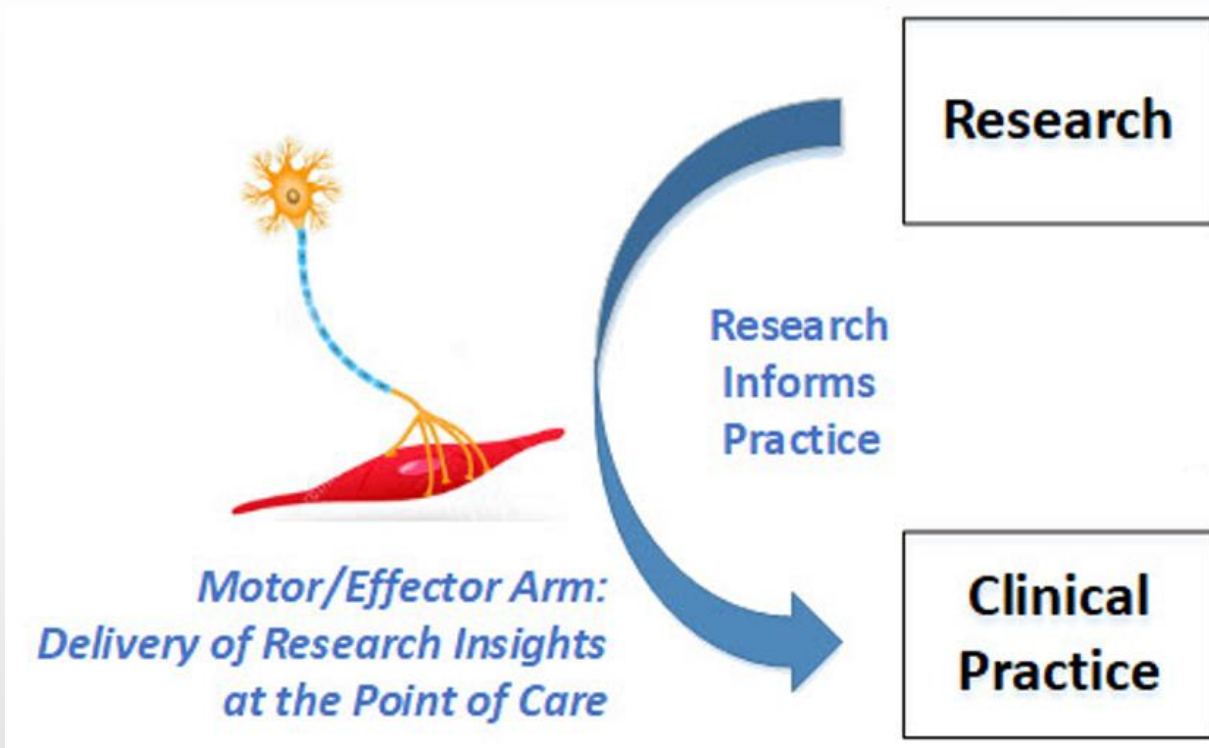 Research
Research
Informs
Practice
Motor/Effector Arm:
Delivery of Research Insights
at the Point of Care
Clinical
Practice